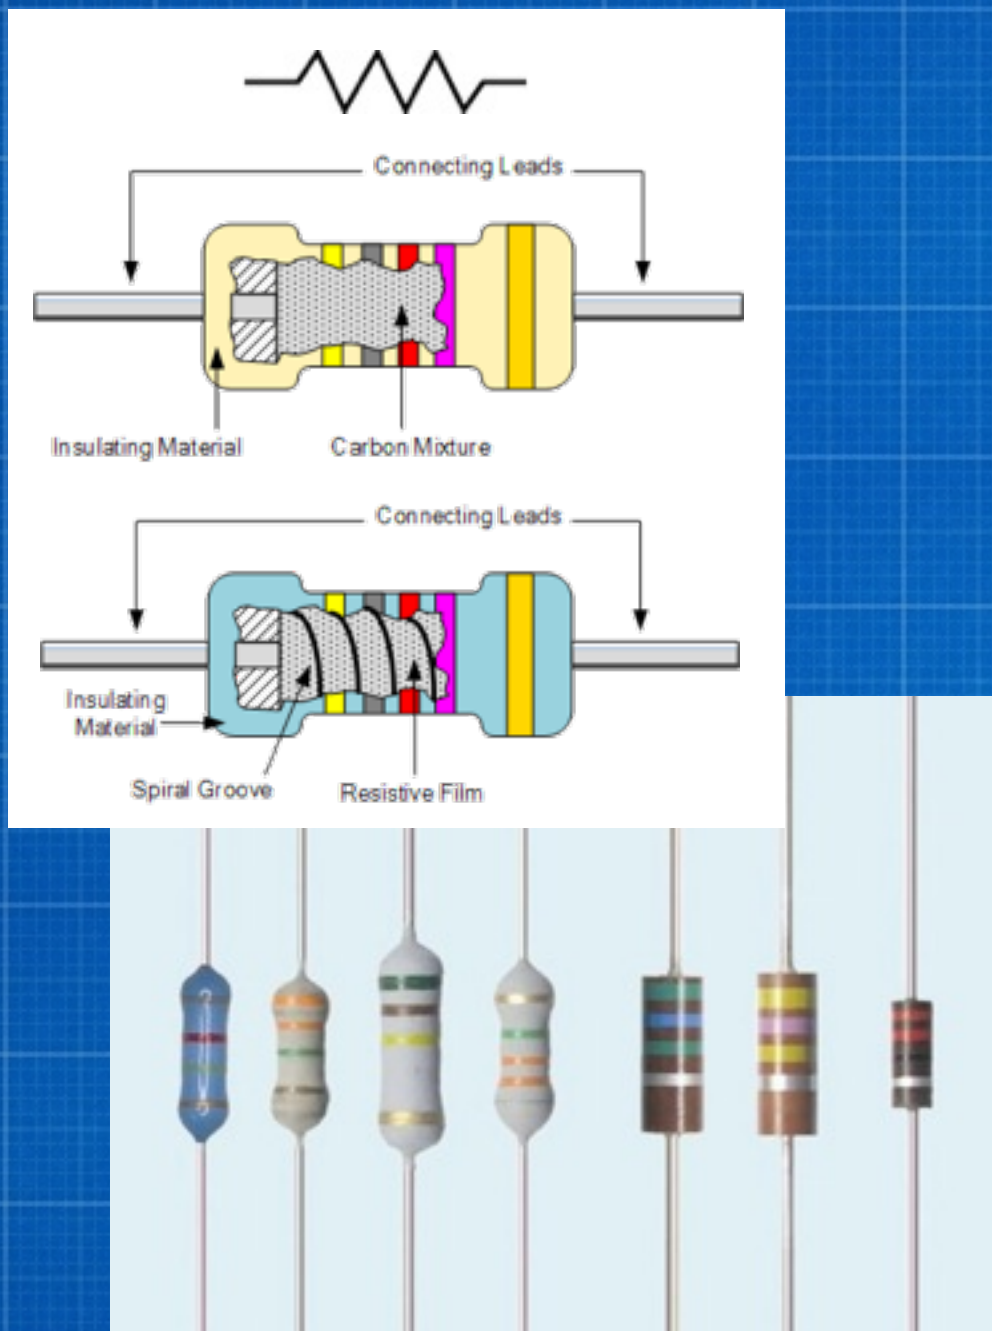 Connecting Leads
Insulating Material
Carbon Mixture
Connecting Leads
Insulating
Material
Spiral Groove
Resistive Film